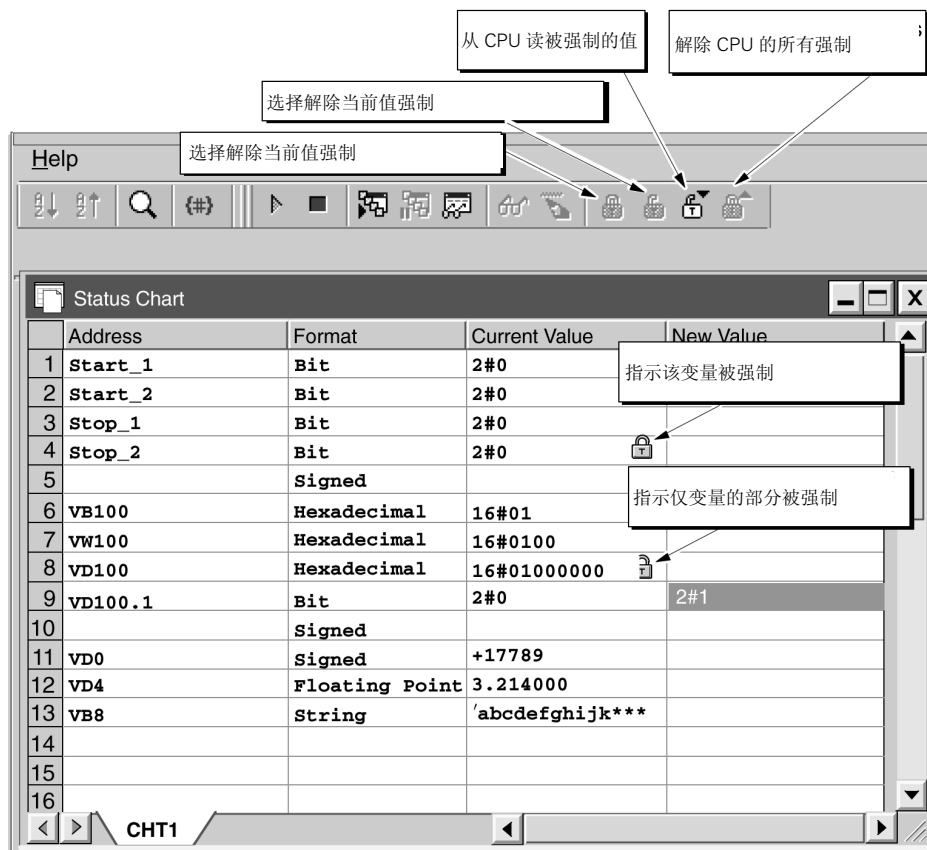 从 CPU 读被强制的值
解除 CPU 的所有强制
选择解除当前值强制
选择解除当前值强制
Help
Status Chart
Address Format Current Value New Value
1 Start_1 Bit 2#0
指示该变量被强制
2 Start_2 Bit 2#0
3 Stop_1 Bit 2#0
4 Stop_2 Bit 2#0
5 Signed
指示仅变量的部分被强制
6 VB100 Hexadecimal 16#01
7 VW100 Hexadecimal 16#0100
8 VD100 Hexadecimal 16#01000000
9 VD100.1 Bit 2#0 2#1
10 Signed
11 VD0 Signed +17789
12 VD4 Floating Point 3.214000
13 VB8 String 'abcdefghijk***
14
15
16
CHT1